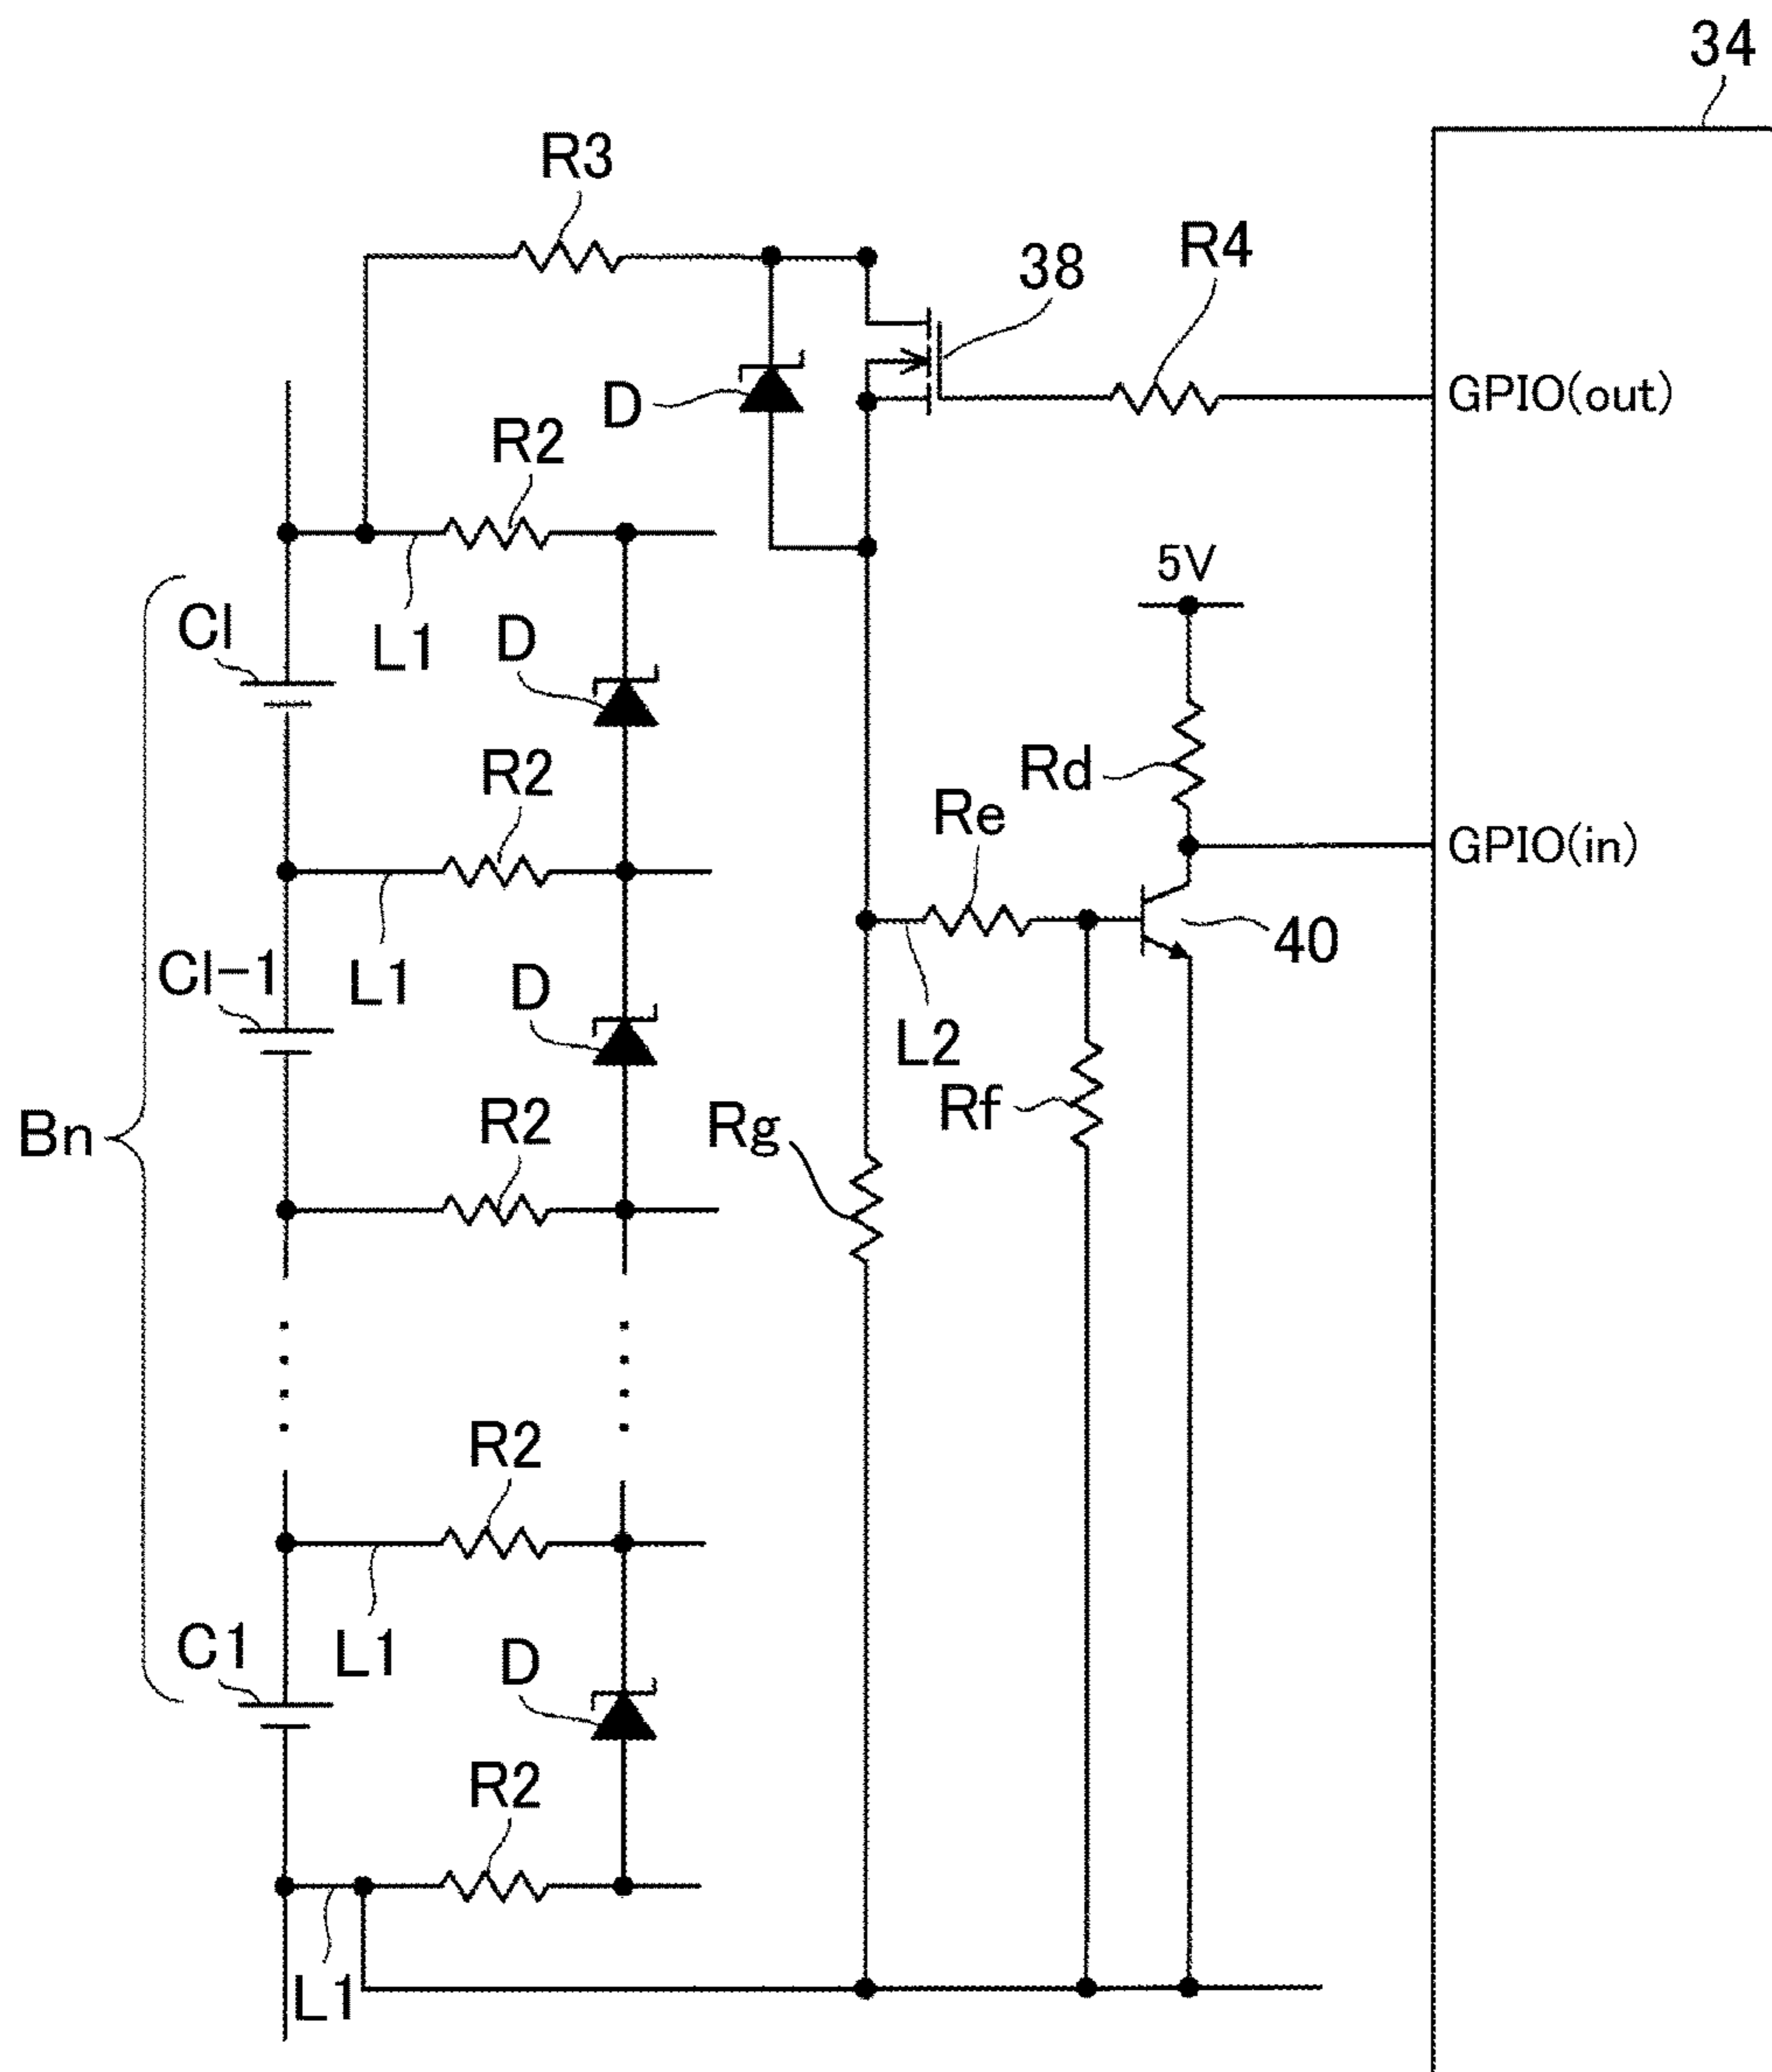 34
R3
38
R4
D
GPIO(out)
R2
5V
Cl
L1
D
Rd
R2
Re
GPIO(in)
40
Cl-1
L1
D
L2
Rf
Bn
R2
Rg
R2
C1
L1
D
R2
L1